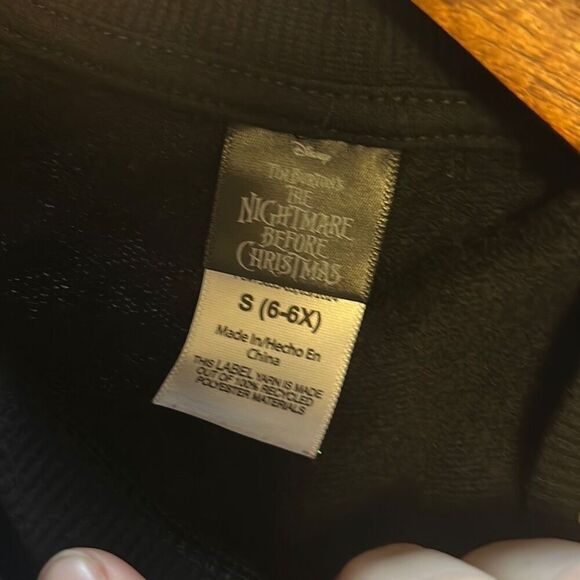 Disney
TIM BURTON'S
THE
NIGHTMARE
BEFORE
CHRISTMAS
S (6-6X)
Made In/Hecho En
China
THIS LABEL YARN IS MADE
OUT OF 100% RECYCLED
POLYESTER MATERIALS